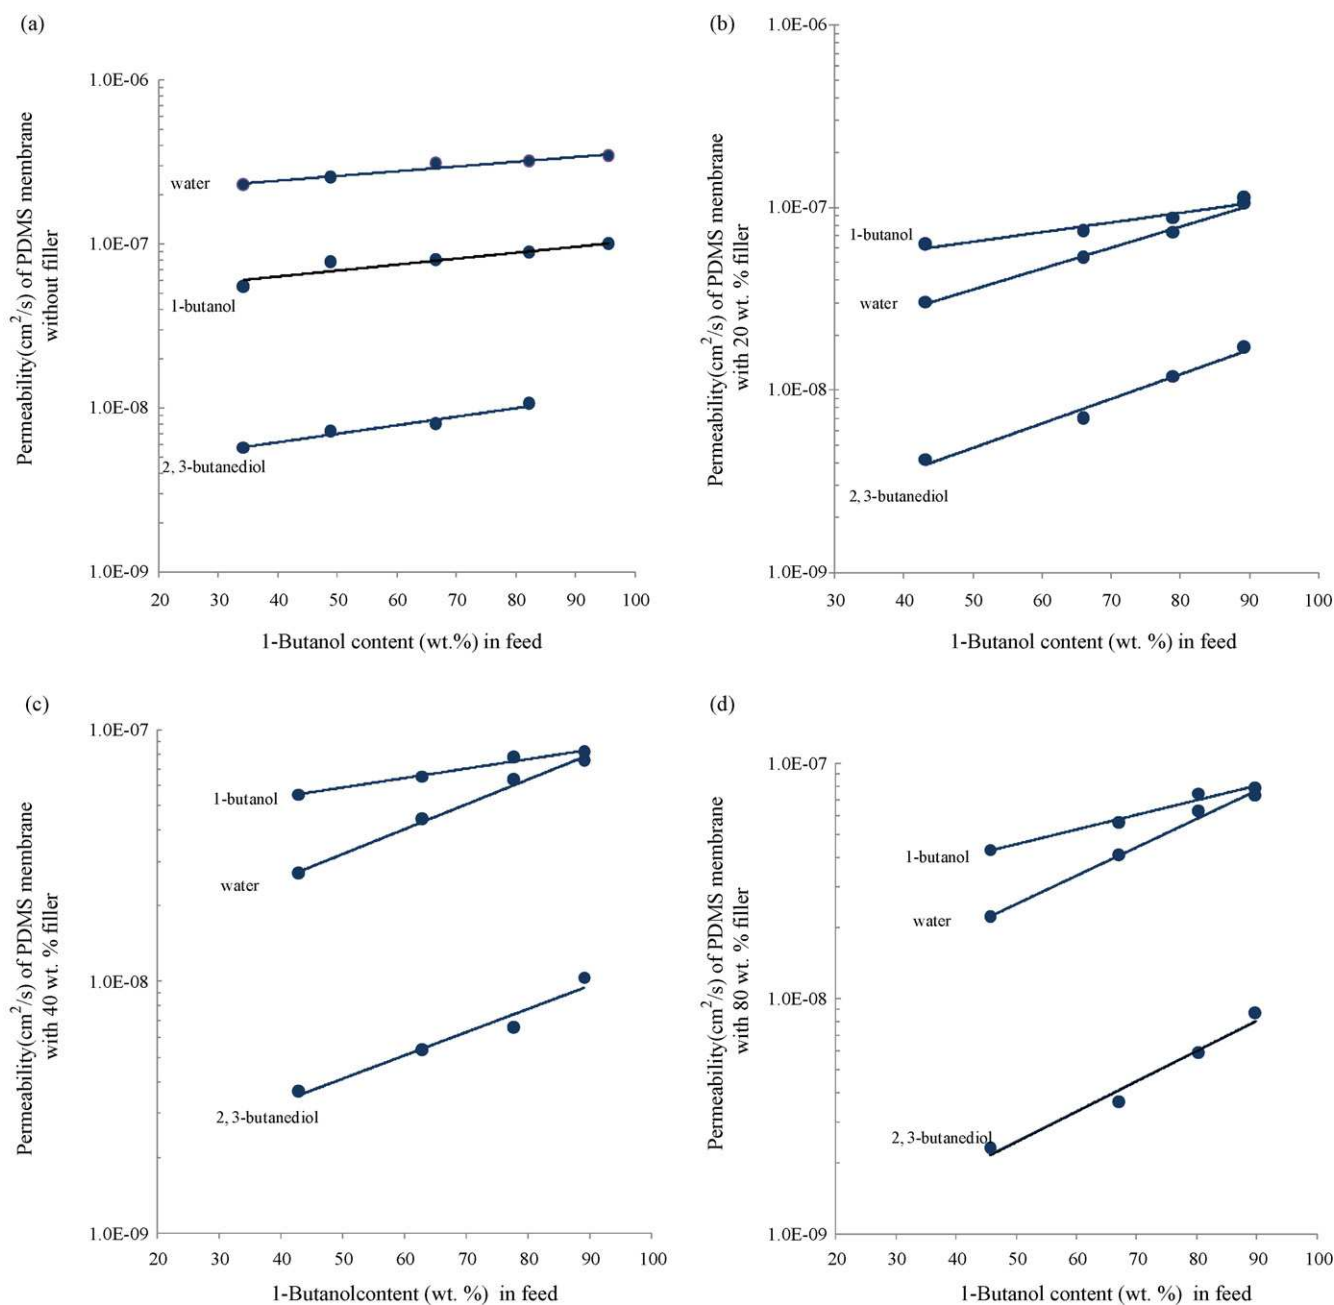 (a)
Permeability(cm²/s) of PDMS membrane
without filler
1.0E-06
1.0E-07
1.0E-08
1.0E-09
water
1-butanol
2, 3-butanediol
20 30 40 50 60 70 80 90 100
1-Butanol content (wt.%) in feed
(b)
Permeability(cm²/s) of PDMS membrane
with 20 wt. % filler
1.0E-06
1.0E-07
1.0E-08
1.0E-09
1-butanol
water
2, 3-butanediol
30 40 50 60 70 80 90 100
1-Butanol content (wt. %) in feed
(c)
Permeability(cm²/s) of PDMS membrane
with 40 wt. % filler
1.0E-07
1.0E-08
1.0E-09
1-butanol
water
2,3-butanediol
20 30 40 50 60 70 80 90 100
1-Butanolcontent (wt. %) in feed
(d)
Permeability(cm²/s) of PDMS membrane
with 80 wt. % filler
1.0E-07
1.0E-08
1.0E-09
1-butanol
water
2, 3-butanediol
20 30 40 50 60 70 80 90 100
1-Butanol content (wt. %) in feed